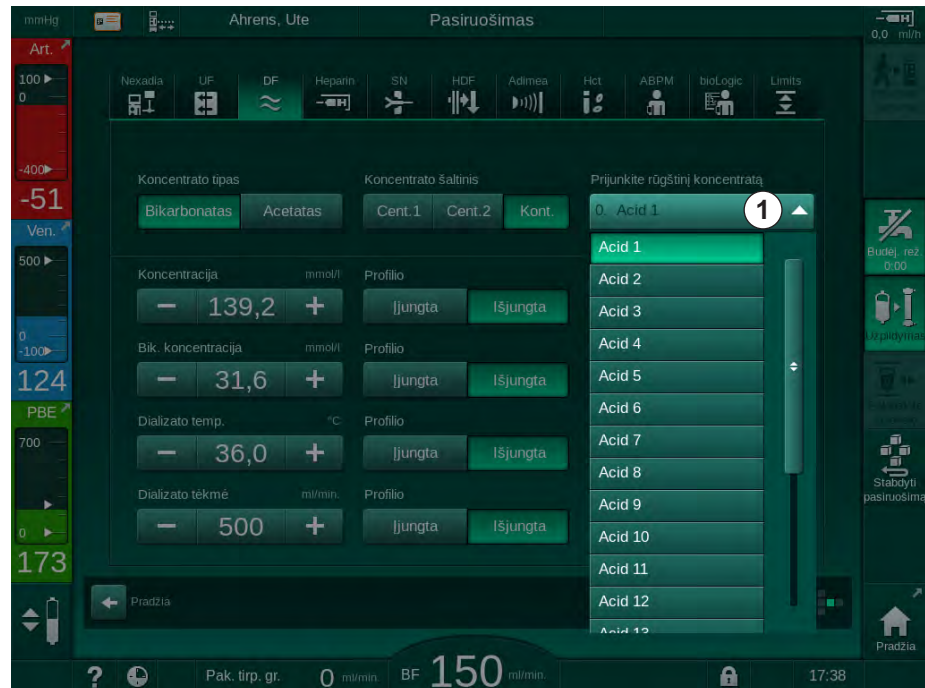 mmHg Ahrens, Ute Pasiruošimas 0,0 ml/h
Art.
100
0
-400
-51
Ven.
500
0
-100
124
PBE
700
0
173
Nexadia UF DF Heparin SN HDF Adimea Hct ABPM bioLogic Limits
Koncentrato tipas Koncentrato šaltinis Prijunkite rūgštinį koncentratą
Bikarbonatas Acetatas Cent.1 Cent.2 Kont. 0. Acid 1 1
Koncentracija mmol/l Profilio
− 139,2 + Įjungta Išjungta
Bik. koncentracija mmol/l Profilio
− 31,6 + Įjungta Išjungta
Dializato temp. °C Profilio
− 36,0 + Įjungta Išjungta
Dializato tėkmė ml/min. Profilio
− 500 + Įjungta Išjungta
Acid 1
Acid 2
Acid 3
Acid 4
Acid 5
Acid 6
Acid 7
Acid 8
Acid 9
Acid 10
Acid 11
Acid 12
Acid 13
Budėj. rež.
0:00
Užpildymas
Stabdyti
pasiruošima
Pradžia
Pradžia
? Pak. tirp. gr. 0 ml/min. BF 150 ml/min. 17:38